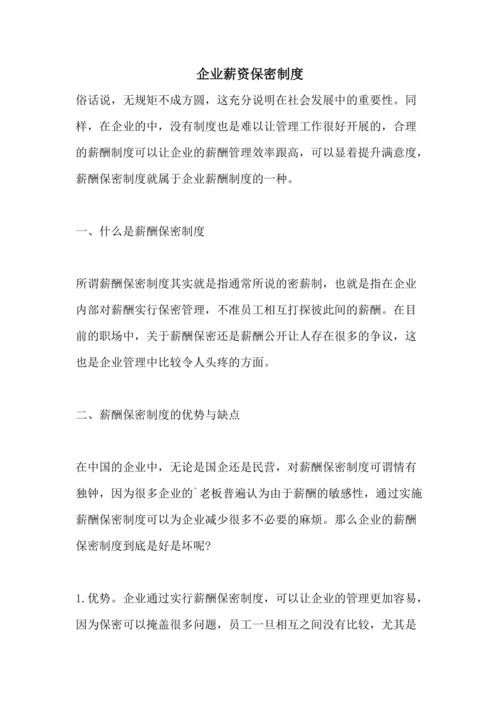 企业薪资保密制度
俗话说，无规矩不成方圆，这充分说明在社会发展中的重要性。同
样，在企业的中，没有制度也是难以让管理工作很好开展的，合理
的薪酬制度可以让企业的薪酬管理效率跟高，可以显着提升满意度，
薪酬保密制度就属于企业薪酬制度的一种。
一、什么是薪酬保密制度
所谓薪酬保密制度其实就是指通常所说的密薪制，也就是指在企业
内部对薪酬实行保密管理，不准员工相互打探彼此间的薪酬。在目
前的职场中，关于薪酬保密还是薪酬公开让人存在很多的争议，这
也是企业管理中比较令人头疼的方面。
二、薪酬保密制度的优势与缺点
在中国的企业中，无论是国企还是民营，对薪酬保密制度可谓情有
独钟，因为很多企业的`老板普遍认为由于薪酬的敏感性，通过实施
薪酬保密制度可以为企业减少很多不必要的麻烦。那么企业的薪酬
保密制度到底是好是坏呢?
1.优势。企业通过实行薪酬保密制度，可以让企业的管理更加容易，
因为保密可以掩盖很多问题，员工一旦相互之间没有比较，尤其是